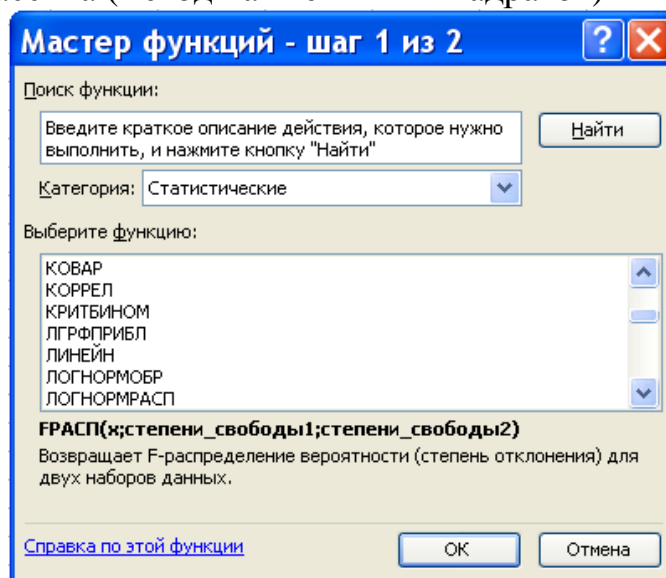 Мастер функций - шаг 1 из 2
Поиск функции:
Введите краткое описание действия, которое нужно
выполнить, и нажмите кнопку "Найти"
Найти
Категория: Статистические
Выберите функцию:
КОВАР
КОРРЕЛ
КРИТБИНОМ
ЛГРФПРИБЛ
ЛИНЕЙН
ЛОГНОРМОБР
ЛОГНОРМРАСП
FРАСП(x;степени_свободы1;степени_свободы2)
Возвращает F-распределение вероятности (степень отклонения) для
двух наборов данных.
Справка по этой функции
ОК
Отмена